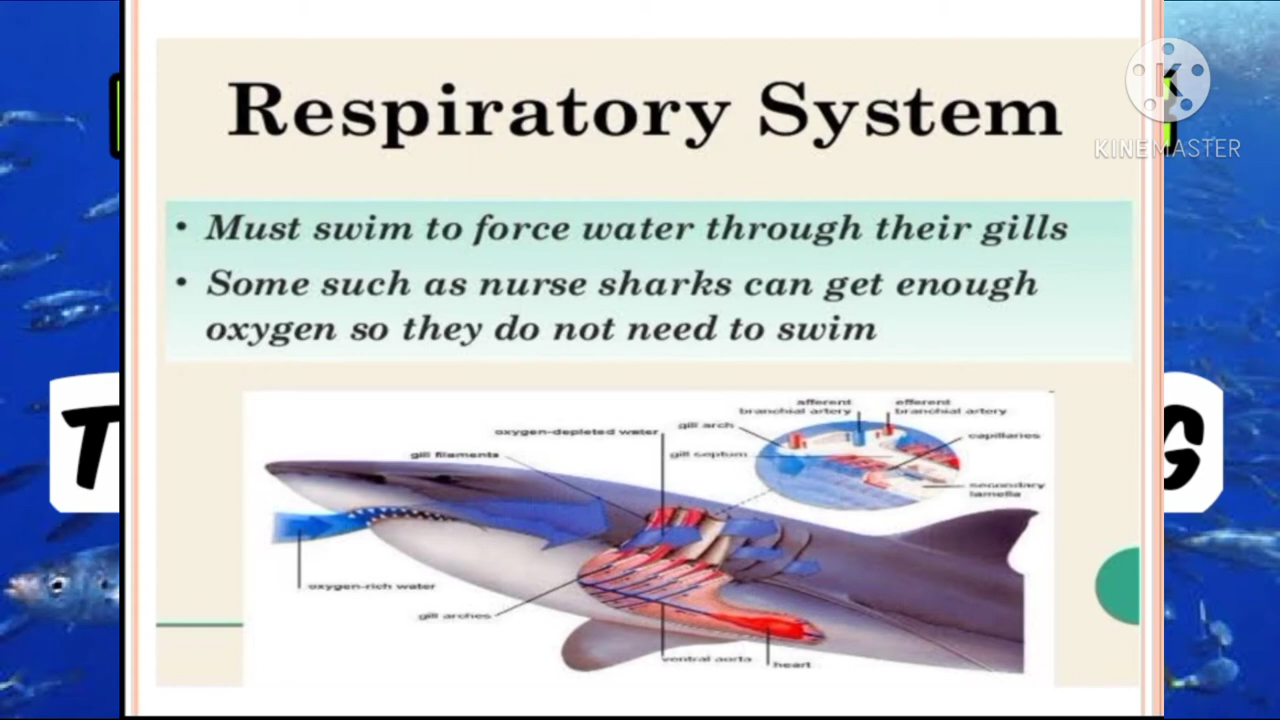 Respiratory System
K
KINEMASTER
• Must swim to force water through their gills
• Some such as nurse sharks can get enough
oxygen so they do not need to swim
T
G
afferent
branchial artery
efferent
branchial artery
gill arch
capillaries
oxygen-depleted water
gill septum
gill filaments
secondary
lamella
oxygen-rich water
gill arches
ventral aorta
heart